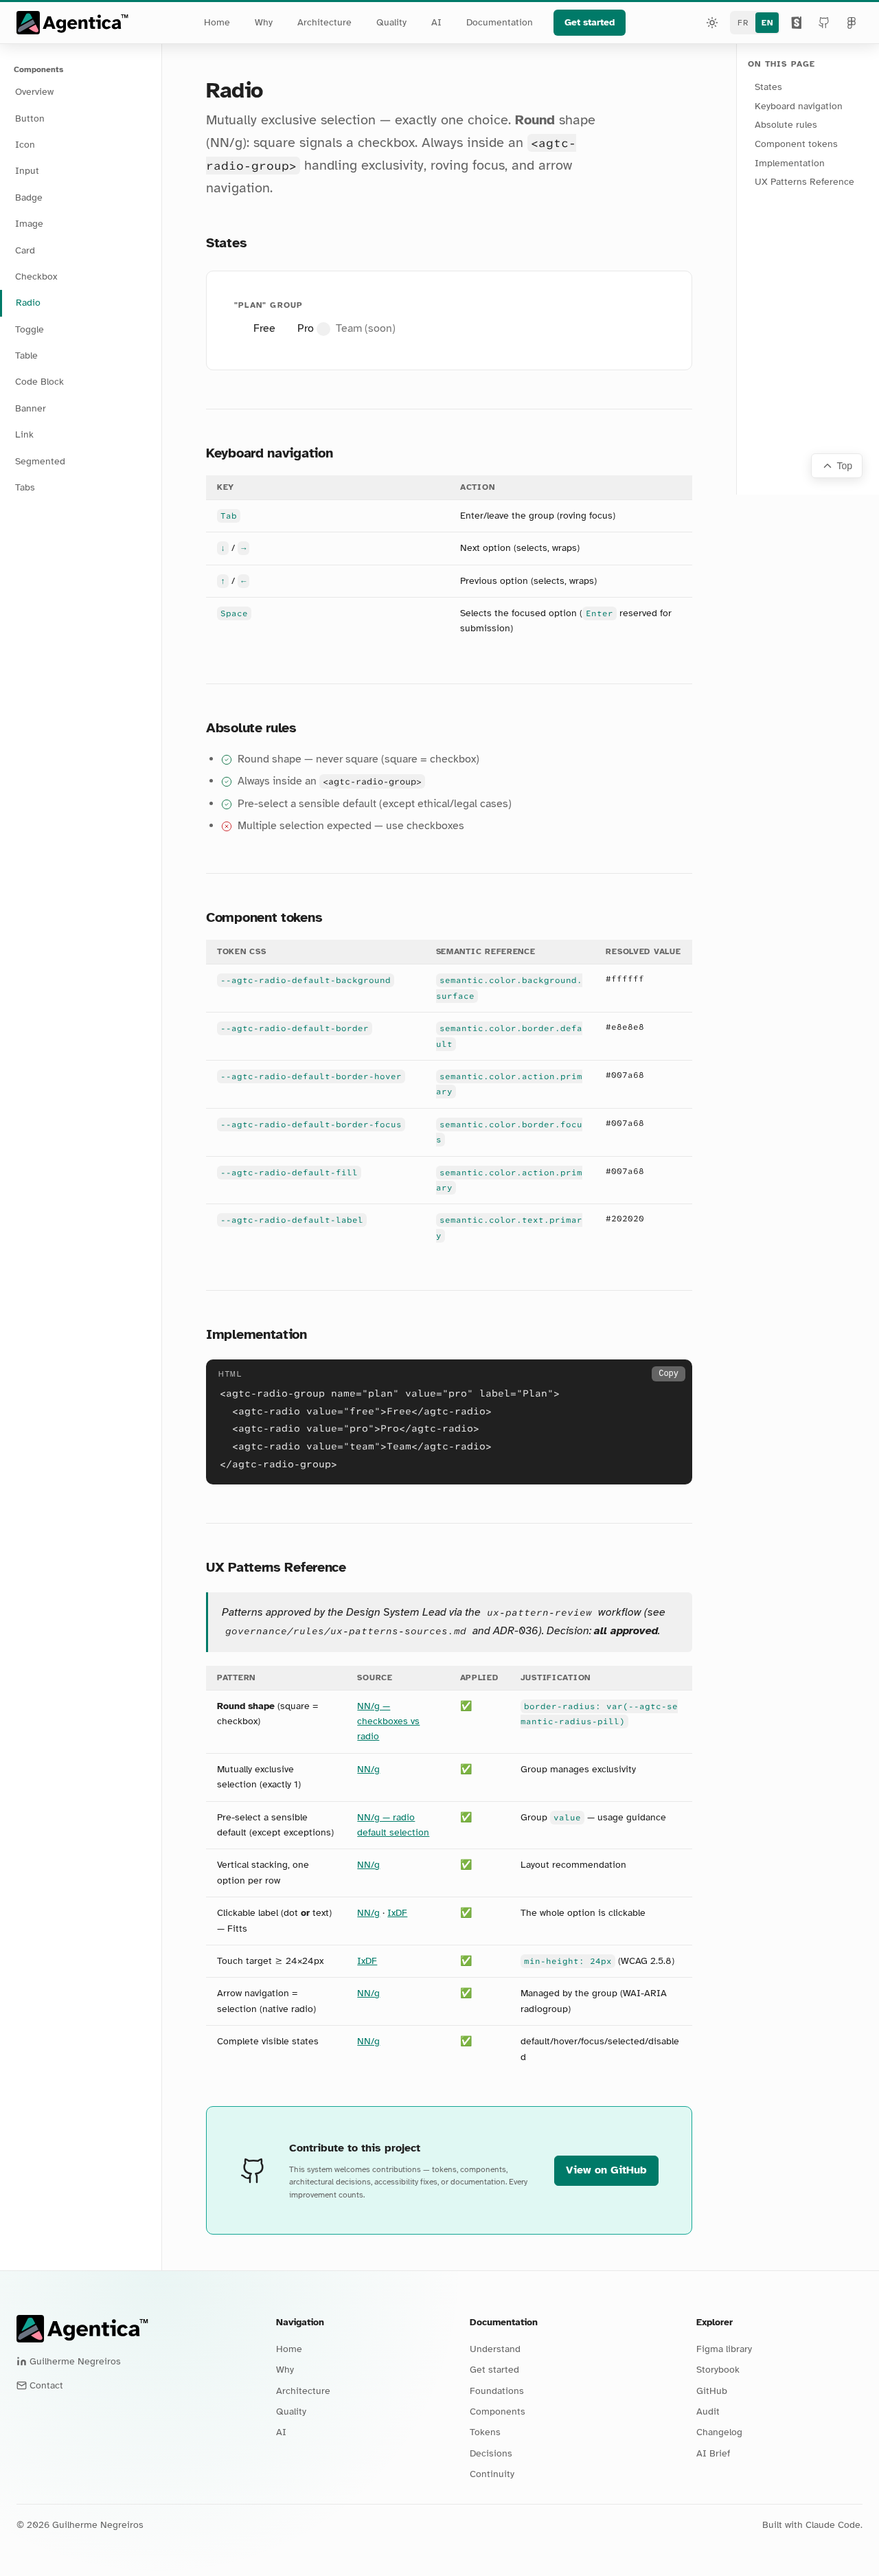 Agentica™
Home Why Architecture Quality AI Documentation Get started FR EN
Components
Overview
Button
Icon
Input
Badge
Image
Card
Checkbox
Radio
Toggle
Table
Code Block
Banner
Link
Segmented
Tabs
Radio
Mutually exclusive selection — exactly one choice. Round shape
(NN/g): square signals a checkbox. Always inside an <agtc-
radio-group> handling exclusivity, roving focus, and arrow
navigation.
ON THIS PAGE
States
Keyboard navigation
Absolute rules
Component tokens
Implementation
UX Patterns Reference
Top
States
"PLAN" GROUP
Free Pro Team (soon)
Keyboard navigation
KEY ACTION
Tab Enter/leave the group (roving focus)
↓ / → Next option (selects, wraps)
↑ / ← Previous option (selects, wraps)
Space Selects the focused option ( Enter reserved for
submission)
Absolute rules
• Round shape — never square (square = checkbox)
• Always inside an <agtc-radio-group>
• Pre-select a sensible default (except ethical/legal cases)
• Multiple selection expected — use checkboxes
Component tokens
TOKEN CSS SEMANTIC REFERENCE RESOLVED VALUE
--agtc-radio-default-background semantic.color.background. #ffffff
surface
--agtc-radio-default-border semantic.color.border.defa #e8e8e8
ult
--agtc-radio-default-border-hover semantic.color.action.prim #007a68
ary
--agtc-radio-default-border-focus semantic.color.border.focu #007a68
s
--agtc-radio-default-fill semantic.color.action.prim #007a68
ary
--agtc-radio-default-label semantic.color.text.primar #202020
y
Implementation
HTML Copy
<agtc-radio-group name="plan" value="pro" label="Plan">
<agtc-radio value="free">Free</agtc-radio>
<agtc-radio value="pro">Pro</agtc-radio>
<agtc-radio value="team">Team</agtc-radio>
</agtc-radio-group>
UX Patterns Reference
Patterns approved by the Design System Lead via the ux-pattern-review workflow (see
governance/rules/ux-patterns-sources.md and ADR-036). Decision: all approved.
PATTERN SOURCE APPLIED JUSTIFICATION
Round shape (square = NN/g — ✅ border-radius: var(--agtc-se
checkbox) checkboxes vs mantic-radius-pill)
radio
Mutually exclusive NN/g ✅ Group manages exclusivity
selection (exactly 1)
Pre-select a sensible NN/g — radio ✅ Group value — usage guidance
default (except exceptions) default selection
Vertical stacking, one NN/g ✅ Layout recommendation
option per row
Clickable label (dot or text) NN/g · IxDF ✅ The whole option is clickable
— Fitts
Touch target ≥ 24×24px IxDF ✅ min-height: 24px (WCAG 2.5.8)
Arrow navigation = NN/g ✅ Managed by the group (WAI-ARIA
selection (native radio) radiogroup)
Complete visible states NN/g ✅ default/hover/focus/selected/disable
d
Contribute to this project
This system welcomes contributions — tokens, components,
architectural decisions, accessibility fixes, or documentation. Every
improvement counts.
View on GitHub
Agentica™
Guilherme Negreiros
Contact
Navigation
Home
Why
Architecture
Quality
AI
Documentation
Understand
Get started
Foundations
Components
Tokens
Decisions
Continuity
Explorer
Figma library
Storybook
GitHub
Audit
Changelog
AI Brief
© 2026 Guilherme Negreiros Built with Claude Code.